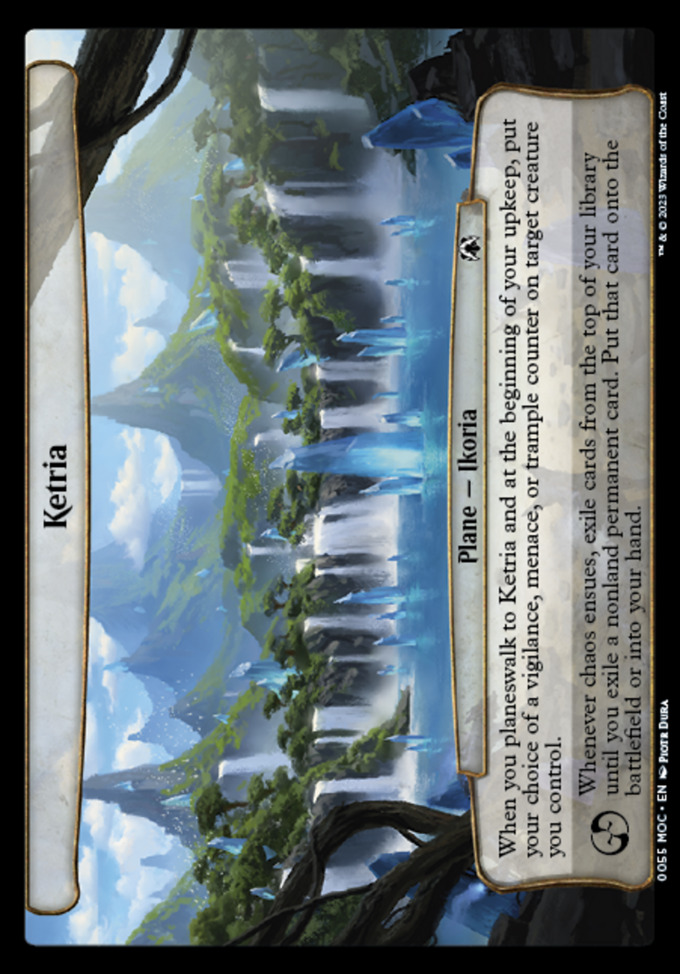 Ketria
Plane — Ikoria
When you planeswalk to Ketria and at the beginning of your upkeep, put
your choice of a vigilance, menace, or trample counter on target creature
you control.
Whenever chaos ensues, exile cards from the top of your library
until you exile a nonland permanent card. Put that card onto the
battlefield or into your hand.
0055 MOC • EN PIOTR DURA
™ & © 2023 Wizards of the Coast